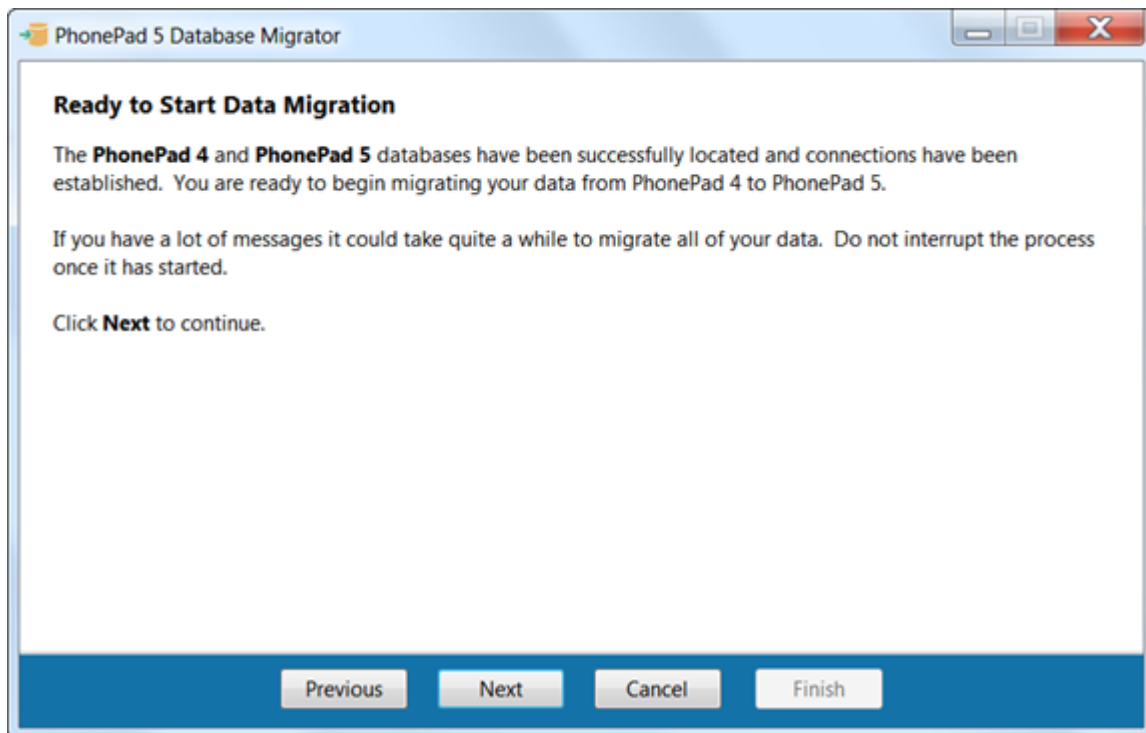 PhonePad 5 Database Migrator
Ready to Start Data Migration
The PhonePad 4 and PhonePad 5 databases have been successfully located and connections have been
established.  You are ready to begin migrating your data from PhonePad 4 to PhonePad 5.
If you have a lot of messages it could take quite a while to migrate all of your data.  Do not interrupt the process
once it has started.
Click Next to continue.
Previous Next Cancel Finish